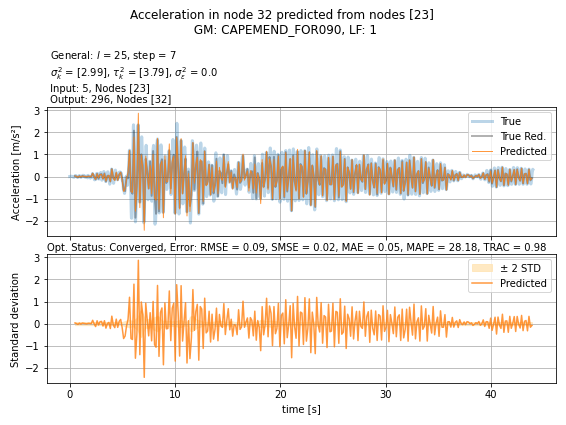 Acceleration in node 32 predicted from nodes [23]
GM: CAPEMEND_FOR090, LF: 1
General: l = 25, step = 7
σ²ₖ = [2.99], τ²ₖ = [3.79], σ²ε = 0.0
Input: 5, Nodes [23]
Output: 296, Nodes [32]
Acceleration [m/s²]
3
2
1
0
−1
−2
True
True Red.
Predicted
Opt. Status: Converged, Error: RMSE = 0.09, SMSE = 0.02, MAE = 0.05, MAPE = 28.18, TRAC = 0.98
Standard deviation
3
2
1
0
−1
−2
± 2 STD
Predicted
0 10 20 30 40
time [s]